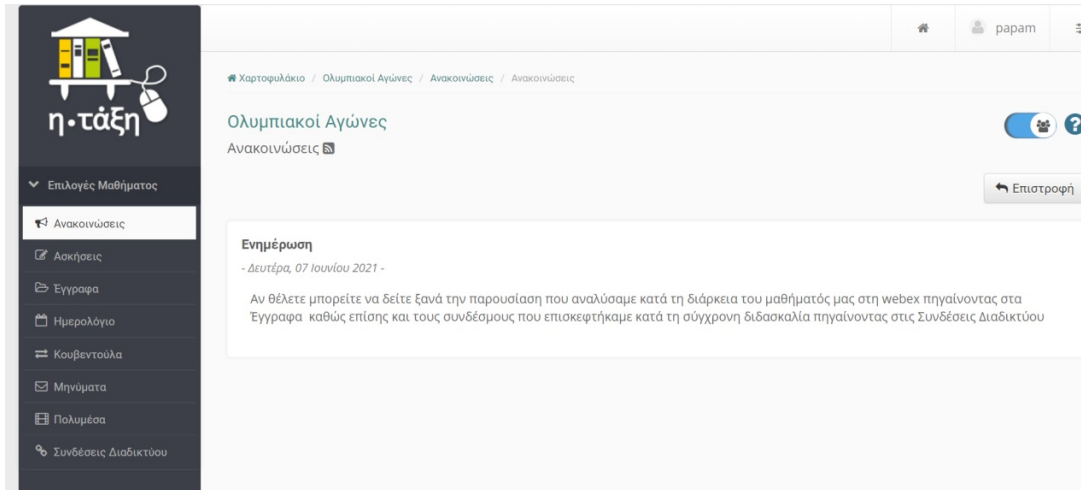 η·τάξη
papam
Χαρτοφυλάκιο / Ολυμπιακοί Αγώνες / Ανακοινώσεις / Ανακοινώσεις
Ολυμπιακοί Αγώνες
Ανακοινώσεις
Επιστροφή
Επιλογές Μαθήματος
Ανακοινώσεις
Ασκήσεις
Έγγραφα
Ημερολόγιο
Κουβεντούλα
Μηνύματα
Πολυμέσα
Συνδέσεις Διαδικτύου
Ενημέρωση
- Δευτέρα, 07 Ιουνίου 2021 -
Αν θέλετε μπορείτε να δείτε ξανά την παρουσίαση που αναλύσαμε κατά τη διάρκεια του μαθήματός μας στη webex πηγαίνοντας στα
Έγγραφα καθώς επίσης και τους συνδέσμους που επισκεφτήκαμε κατά τη σύγχρονη διδασκαλία πηγαίνοντας στις Συνδέσεις Διαδικτύου